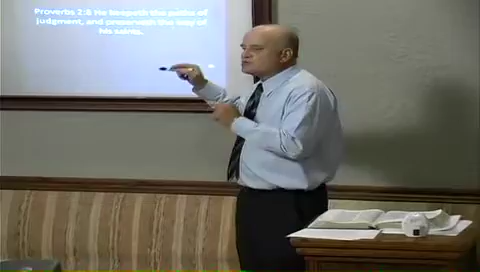 Proverbs 2:8 He keepeth the paths of
judgment, and preserveth the way of
his saints.